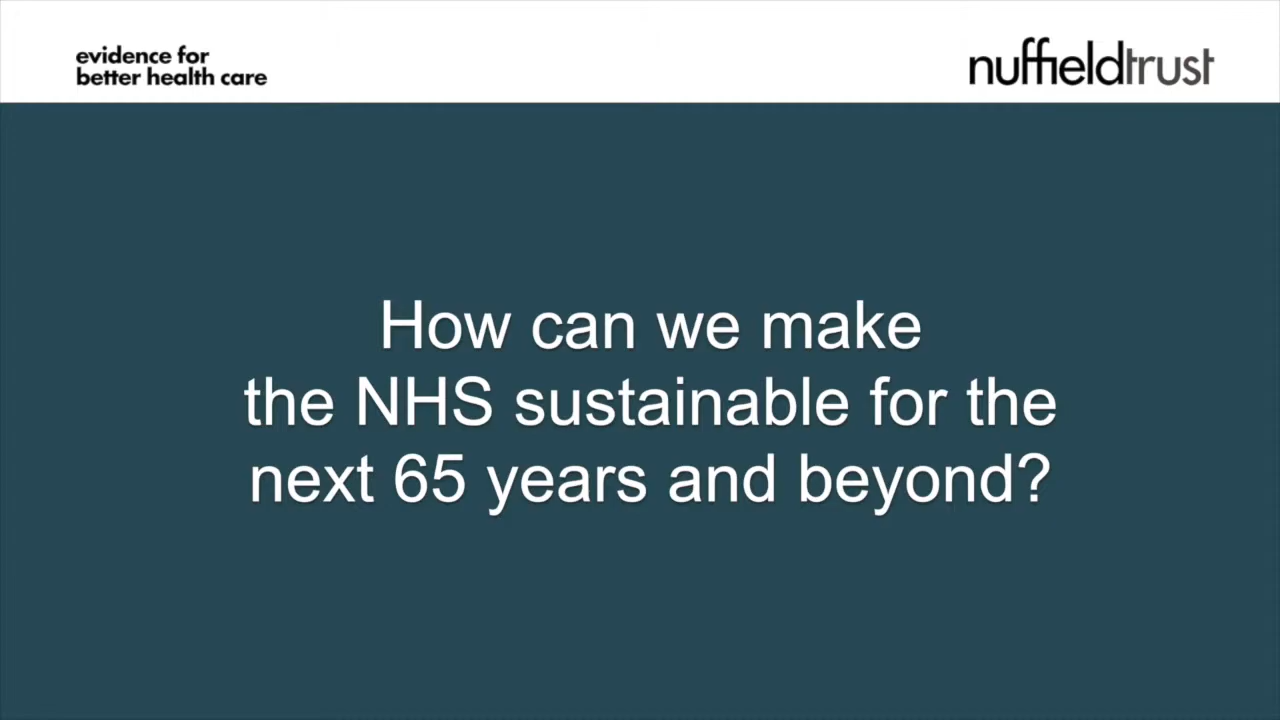 evidence for
better health care
nuffieldtrust
How can we make
the NHS sustainable for the
next 65 years and beyond?